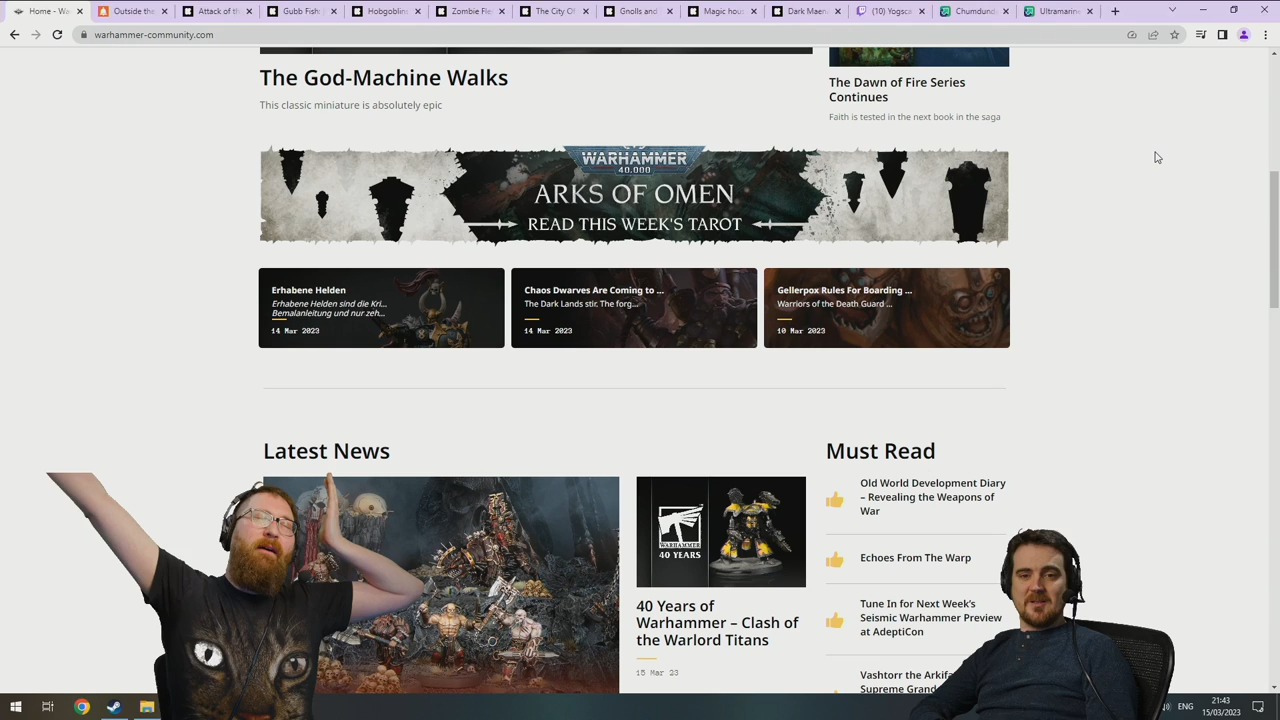 Home - Wa
Outside the
Attack of th
Gubb Fish
Hobgobline
Zombie Fle
The City Of
Gnolls and
Magic hous
Dark Maem
(10) Yogsca
Chumdund
Ultramarine
warhammer-community.com
The God-Machine Walks
This classic miniature is absolutely epic
The Dawn of Fire Series
Continues
Faith is tested in the next book in the saga
WARHAMMER
40,000
ARKS OF OMEN
READ THIS WEEK'S TAROT
Erhabene Helden
Erhabene Helden sind die Kri...
Bemalanleitung und nur zeh...
14 Mar 2023
Chaos Dwarves Are Coming to ...
The Dark Lands stir. The forg...
14 Mar 2023
Gellerpox Rules For Boarding ...
Warriors of the Death Guard ...
10 Mar 2023
Latest News
WARHAMMER
40 YEARS
40 Years of
Warhammer – Clash of
the Warlord Titans
15 Mar 23
Must Read
Old World Development Diary
– Revealing the Weapons of
War
Echoes From The Warp
Tune In for Next Week's
Seismic Warhammer Preview
at AdeptiCon
Vashtorr the Arkifa
Supreme Grand
ENG
21:43
15/03/2023